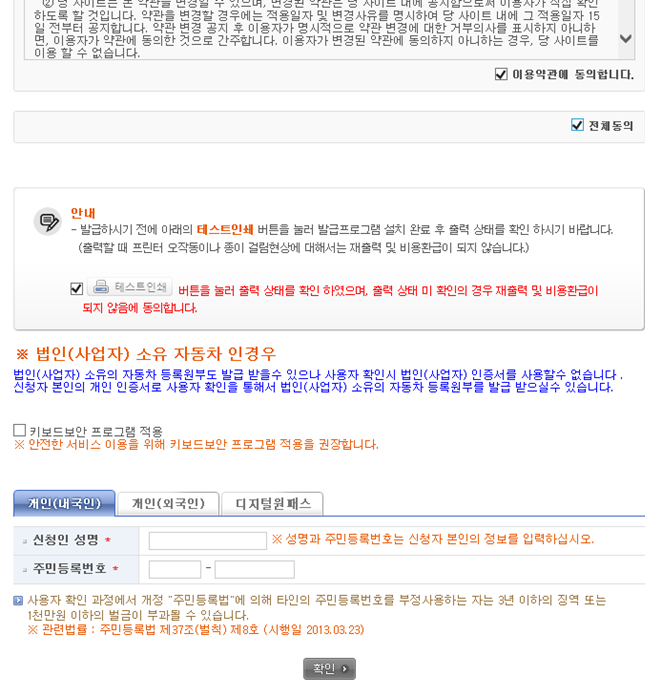 ② 당 사이트는 본 약관을 변경할 수 있으며, 변경된 약관은 당 사이트 내에 공지함으로써 이용자가 직접 확인
하도록 할 것입니다. 약관을 변경할 경우에는 적용일자 및 변경사유를 명시하여 당 사이트 내에 그 적용일자 15
일 전부터 공지합니다. 약관 변경 공지 후 이용자가 명시적으로 약관 변경에 대한 거부의사를 표시하지 아니하
면, 이용자가 약관에 동의한 것으로 간주합니다. 이용자가 변경된 약관에 동의하지 아니하는 경우, 당 사이트를
이용 할 수 없습니다.
이용약관에 동의합니다.
전체동의
안내
- 발급하시기 전에 아래의 테스트인쇄 버튼을 눌러 발급프로그램 설치 완료 후 출력 상태를 확인 하시기 바랍니다.
(출력할 때 프린터 오작동이나 종이 걸림현상에 대해서는 재출력 및 비용환급이 되지 않습니다.)
테스트인쇄 버튼을 눌러 출력 상태를 확인 하였으며, 출력 상태 미 확인의 경우 재출력 및 비용환급이
되지 않음에 동의합니다.
※ 법인(사업자) 소유 자동차 인경우
법인(사업자) 소유의 자동차 등록원부도 발급 받을수 있으나 사용자 확인시 법인(사업자) 인증서를 사용할수 없습니다 .
신청자 본인의 개인 인증서로 사용자 확인을 통해서 법인(사업자) 소유의 자동차 등록원부를 발급 받으실수 있습니다.
키보드보안 프로그램 적용
※ 안전한 서비스 이용을 위해 키보드보안 프로그램 적용을 권장합니다.
개인(내국인) 개인(외국인) 디지털원패스
신청인 성명 * ※ 성명과 주민등록번호는 신청자 본인의 정보를 입력하십시오.
주민등록번호 * -
사용자 확인 과정에서 개정 "주민등록법"에 의해 타인의 주민등록번호를 부정사용하는 자는 3년 이하의 징역 또는
1천만원 이하의 벌금이 부과될 수 있습니다.
※ 관련법률 : 주민등록법 제37조(벌칙) 제8호 (시행일 2013.03.23)
확인